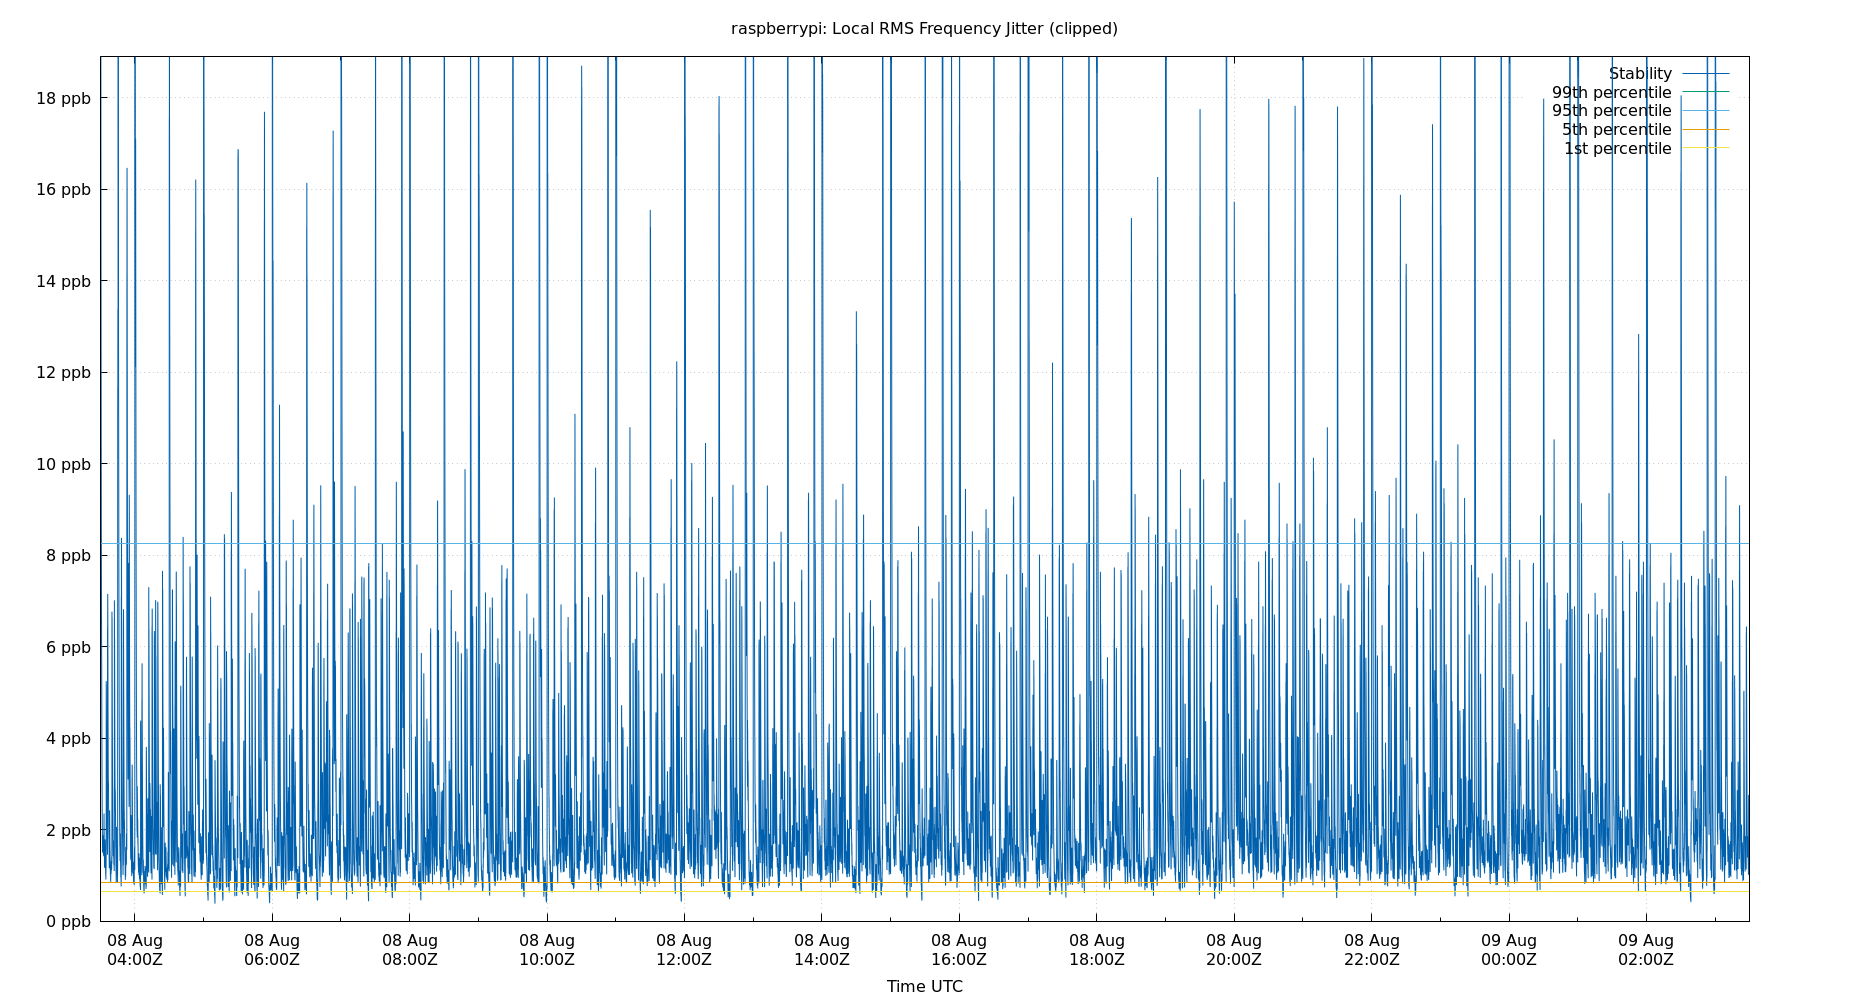 raspberrypi: Local RMS Frequency Jitter (clipped)
Stability
99th percentile
95th percentile
5th percentile
1st percentile
18 ppb
16 ppb
14 ppb
12 ppb
10 ppb
8 ppb
6 ppb
4 ppb
2 ppb
0 ppb
08 Aug 08 Aug 08 Aug 08 Aug 08 Aug 08 Aug 08 Aug 08 Aug 08 Aug 08 Aug 09 Aug 09 Aug
04:00Z 06:00Z 08:00Z 10:00Z 12:00Z 14:00Z 16:00Z 18:00Z 20:00Z 22:00Z 00:00Z 02:00Z
Time UTC